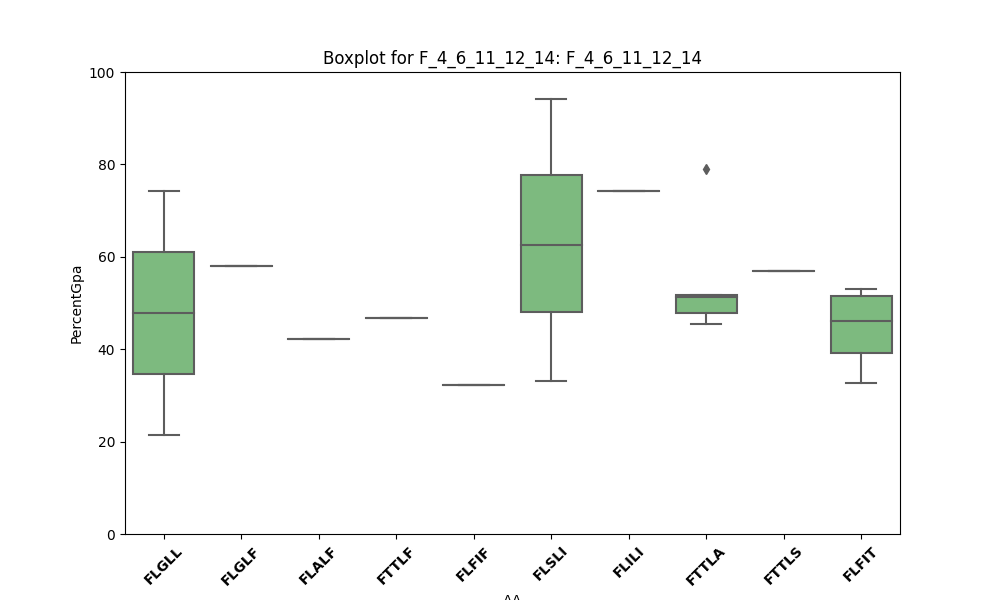 Boxplot for F_4_6_11_12_14: F_4_6_11_12_14
100
80
60
40
20
0
PercentGpa
FLGLL
FLGLF
FLALF
FTTLF
FLFIF
FLSLI
FLILI
FTTLA
FTTLS
FLFIT
AA